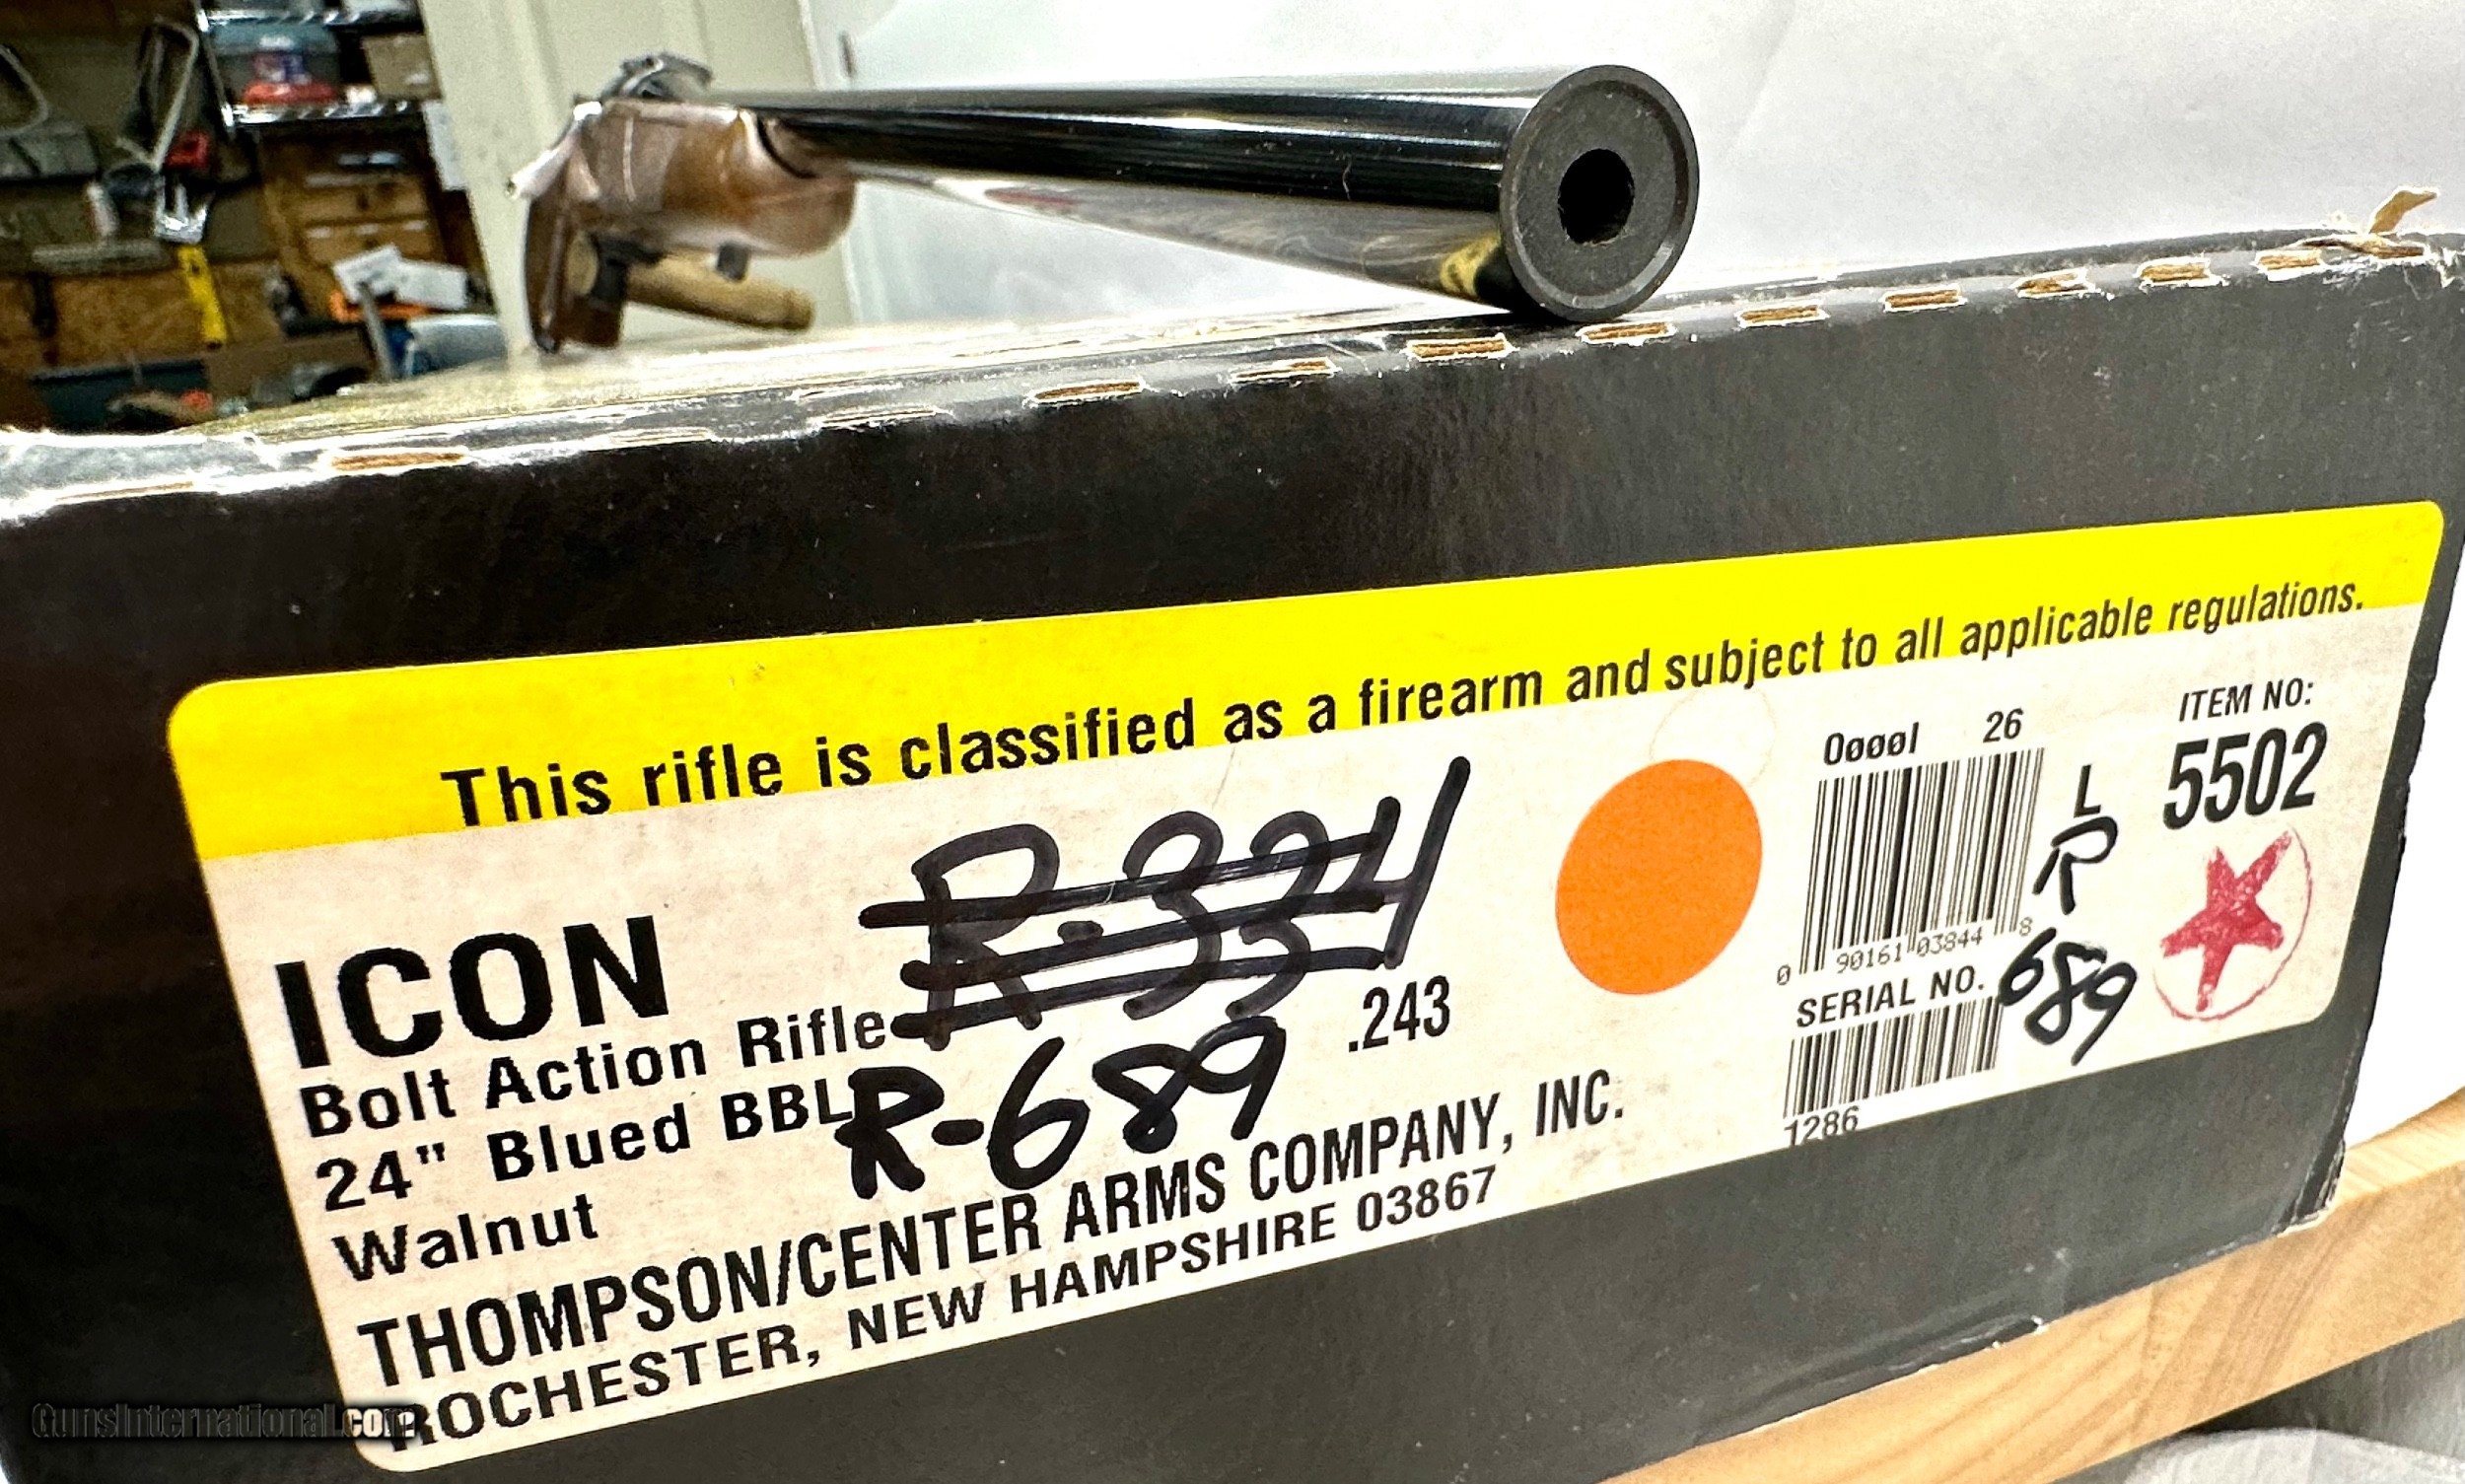 This rifle is classified as a firearm and subject to all applicable regulations.
ICON
Bolt Action Rifle
24" Blued BBL
Walnut
R-334
R-689
.243
THOMPSON/CENTER ARMS COMPANY, INC.
ROCHESTER, NEW HAMPSHIRE 03867
26
0 90161 03844 8
SERIAL NO.
1286
L
R
689
ITEM NO:
5502
GunsInternational.com